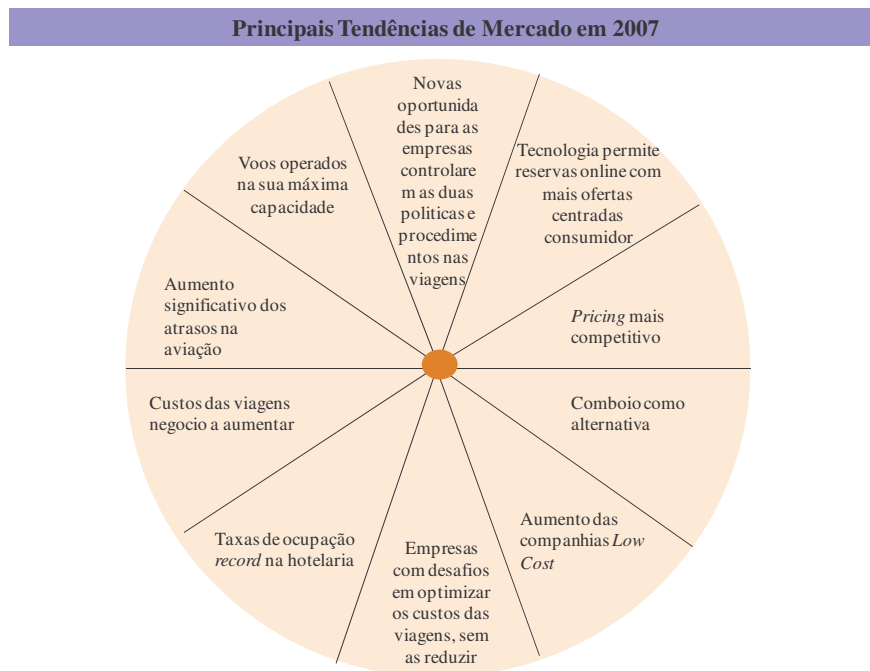 Principais Tendências de Mercado em 2007
Novas
oportunida
des para as
empresas
controlare
m as duas
politicas e
procedime
ntos nas
viagens
Tecnologia permite
reservas online com
mais ofertas
centradas
consumidor
Pricing mais
competitivo
Comboio como
alternativa
Aumento das
companhias Low
Cost
Empresas
com desafios
em optimizar
os custos das
viagens, sem
as reduzir
Taxas de ocupação
record na hotelaria
Custos das viagens
negocio a aumentar
Aumento
significativo dos
atrasos na
aviação
Voos operados
na sua máxima
capacidade